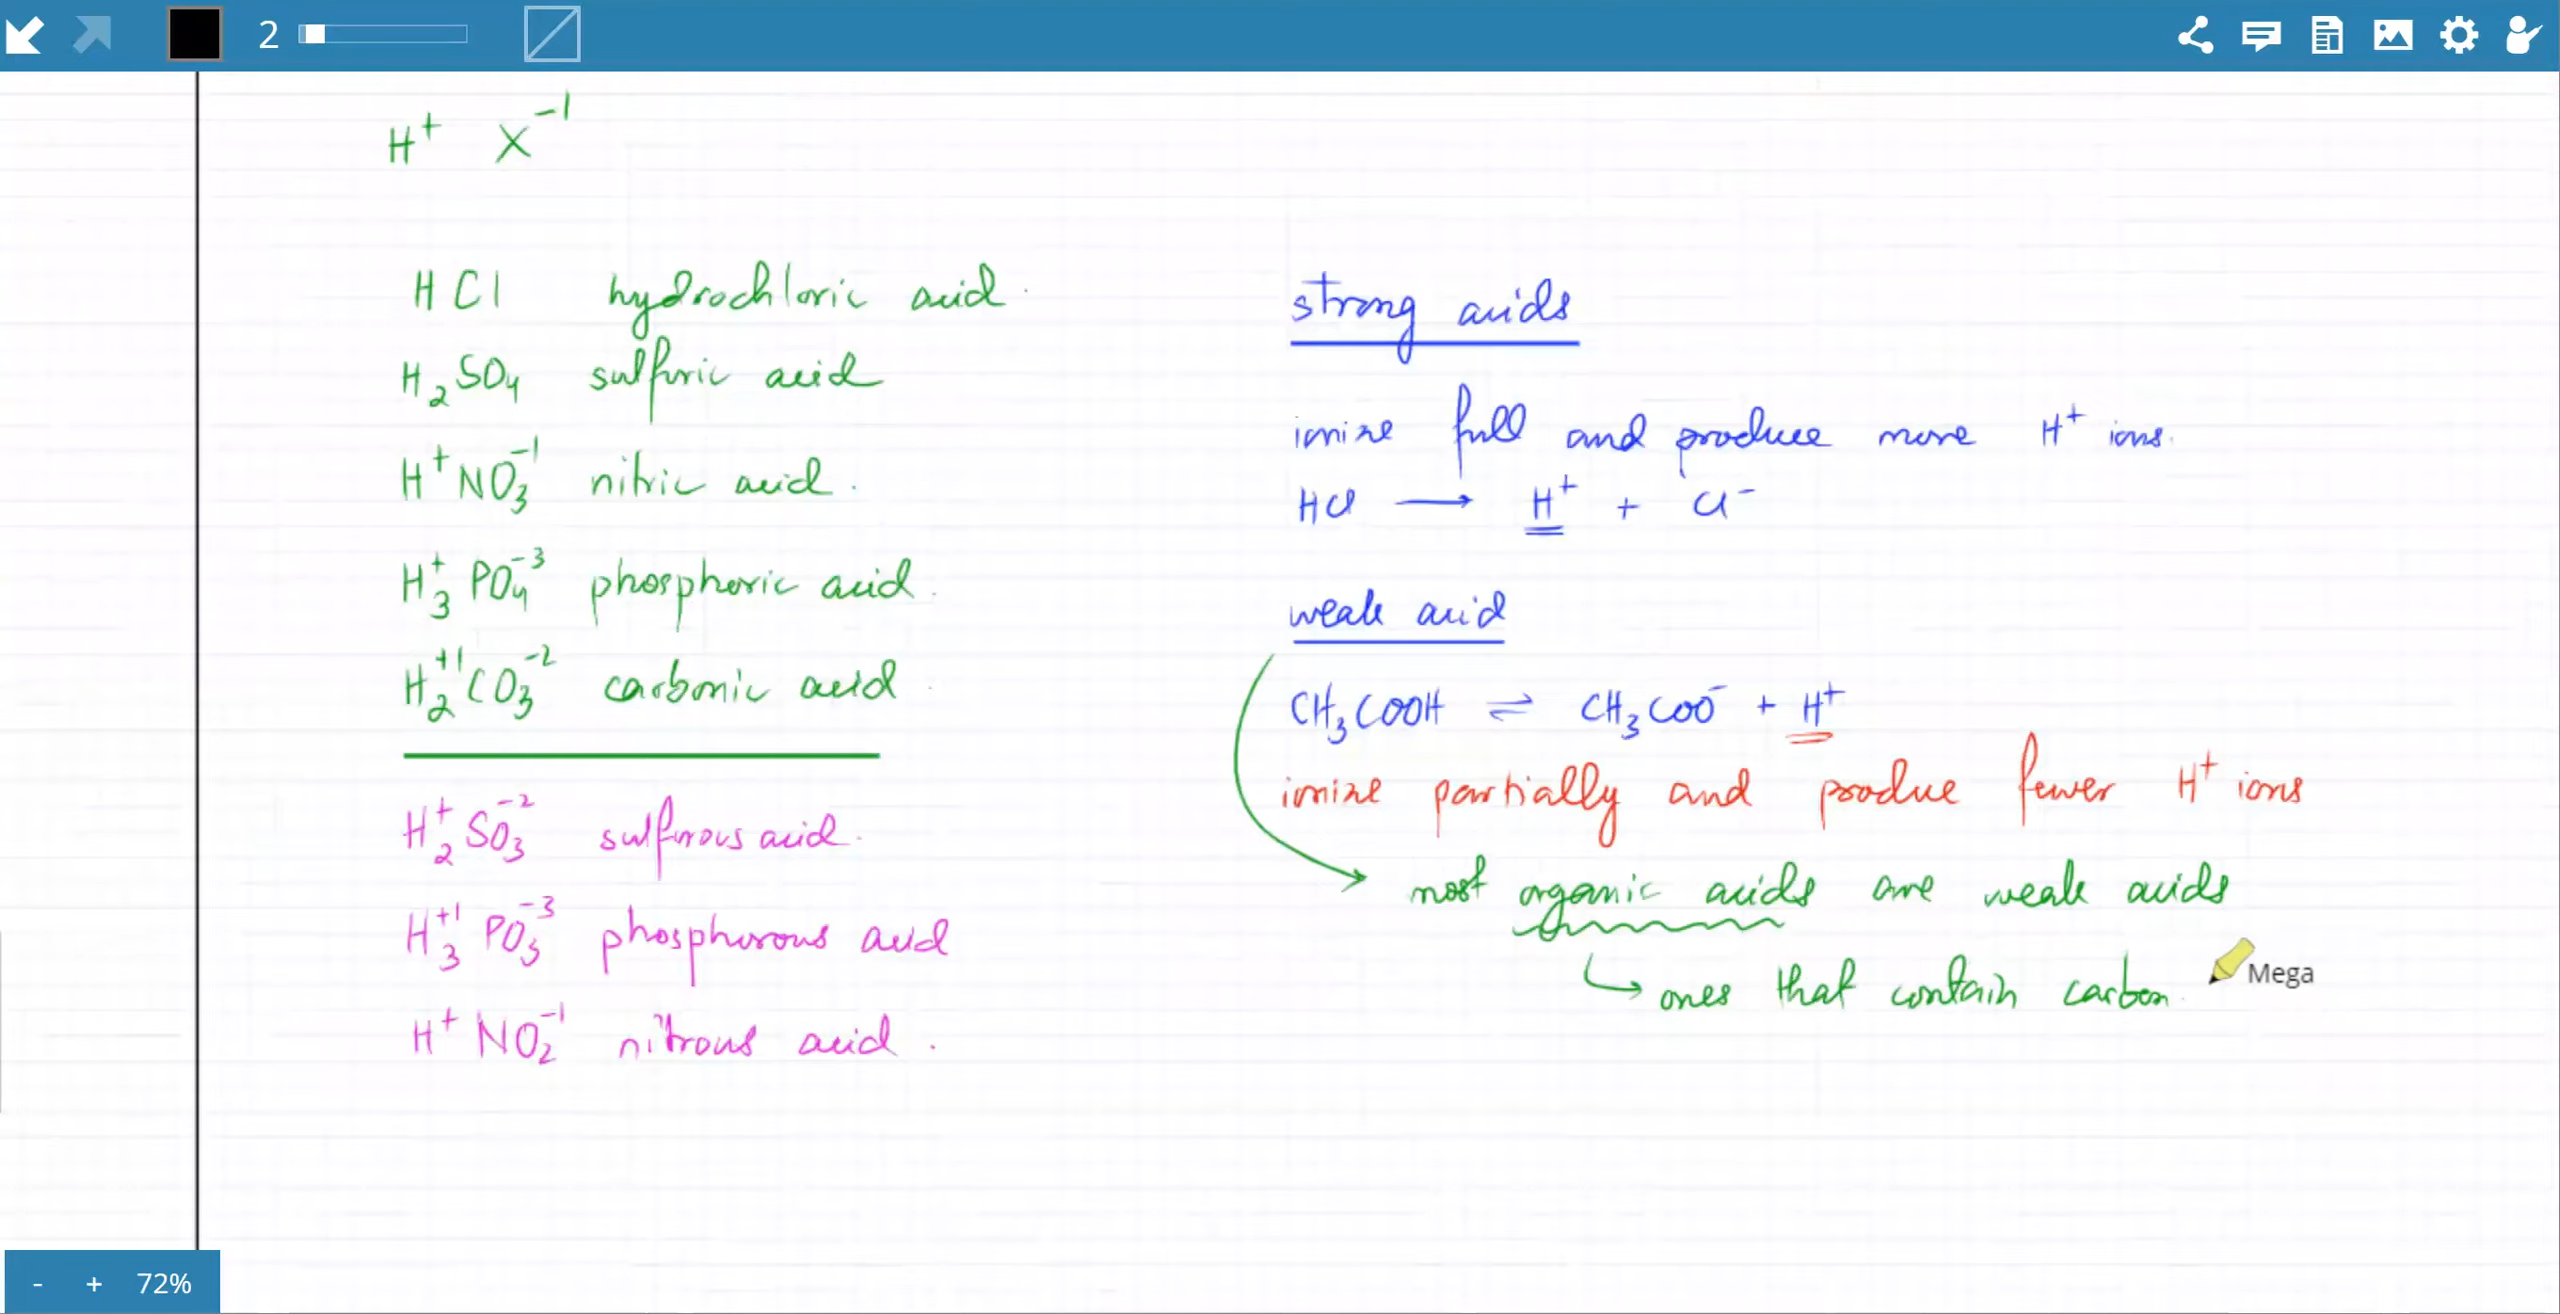 2
H⁺ X⁻¹
HCl hydrochloric acid.
H₂SO₄ sulfuric acid
H⁺NO₃⁻¹ nitric acid.
H₃⁺PO₄⁻³ phosphoric acid.
H₂⁺¹CO₃⁻² carbonic acid.
H₂⁺SO₃⁻² sulfurous acid.
H₃⁺¹PO₃⁻³ phosphorous acid
H⁺NO₂⁻¹ nitrous acid.
strong acids
ionize full and produce more H⁺ ions.
HCl ⟶ H⁺ + Cl⁻
weak acid
CH₃COOH ⇌ CH₃COO⁻ + H⁺
ionize partially and produce fewer H⁺ ions
→ most organic acids are weak acids
↳ ones that contain carbon.
Mega
- + 72%